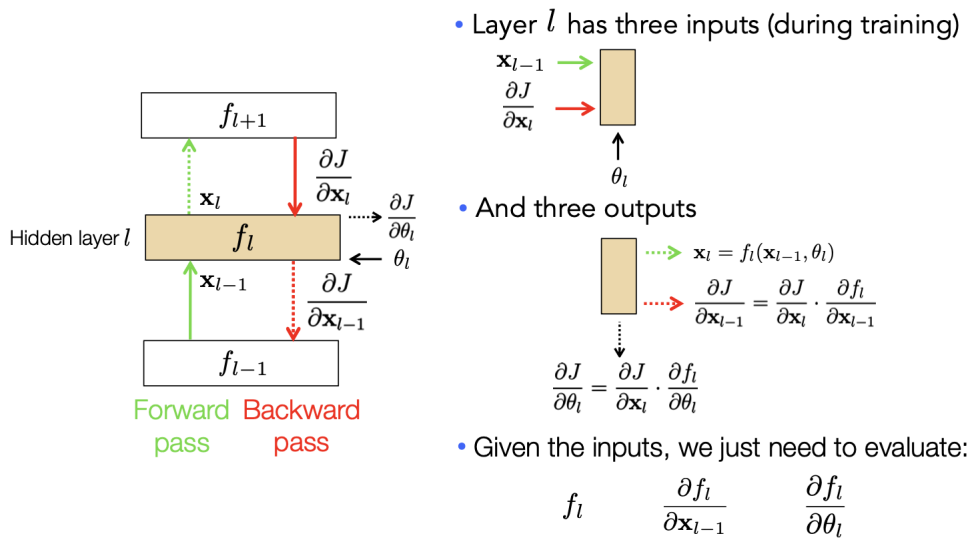 f_{l+1}
∂J/∂x_l
x_l
∂J/∂θ_l
Hidden layer l
f_l
θ_l
x_{l−1}
∂J/∂x_{l−1}
f_{l−1}
Forward pass
Backward pass
• Layer l has three inputs (during training)
x_{l−1}
∂J/∂x_l
θ_l
• And three outputs
x_l = f_l(x_{l−1}, θ_l)
∂J/∂x_{l−1} = ∂J/∂x_l · ∂f_l/∂x_{l−1}
∂J/∂θ_l = ∂J/∂x_l · ∂f_l/∂θ_l
• Given the inputs, we just need to evaluate:
f_l ∂f_l/∂x_{l−1} ∂f_l/∂θ_l